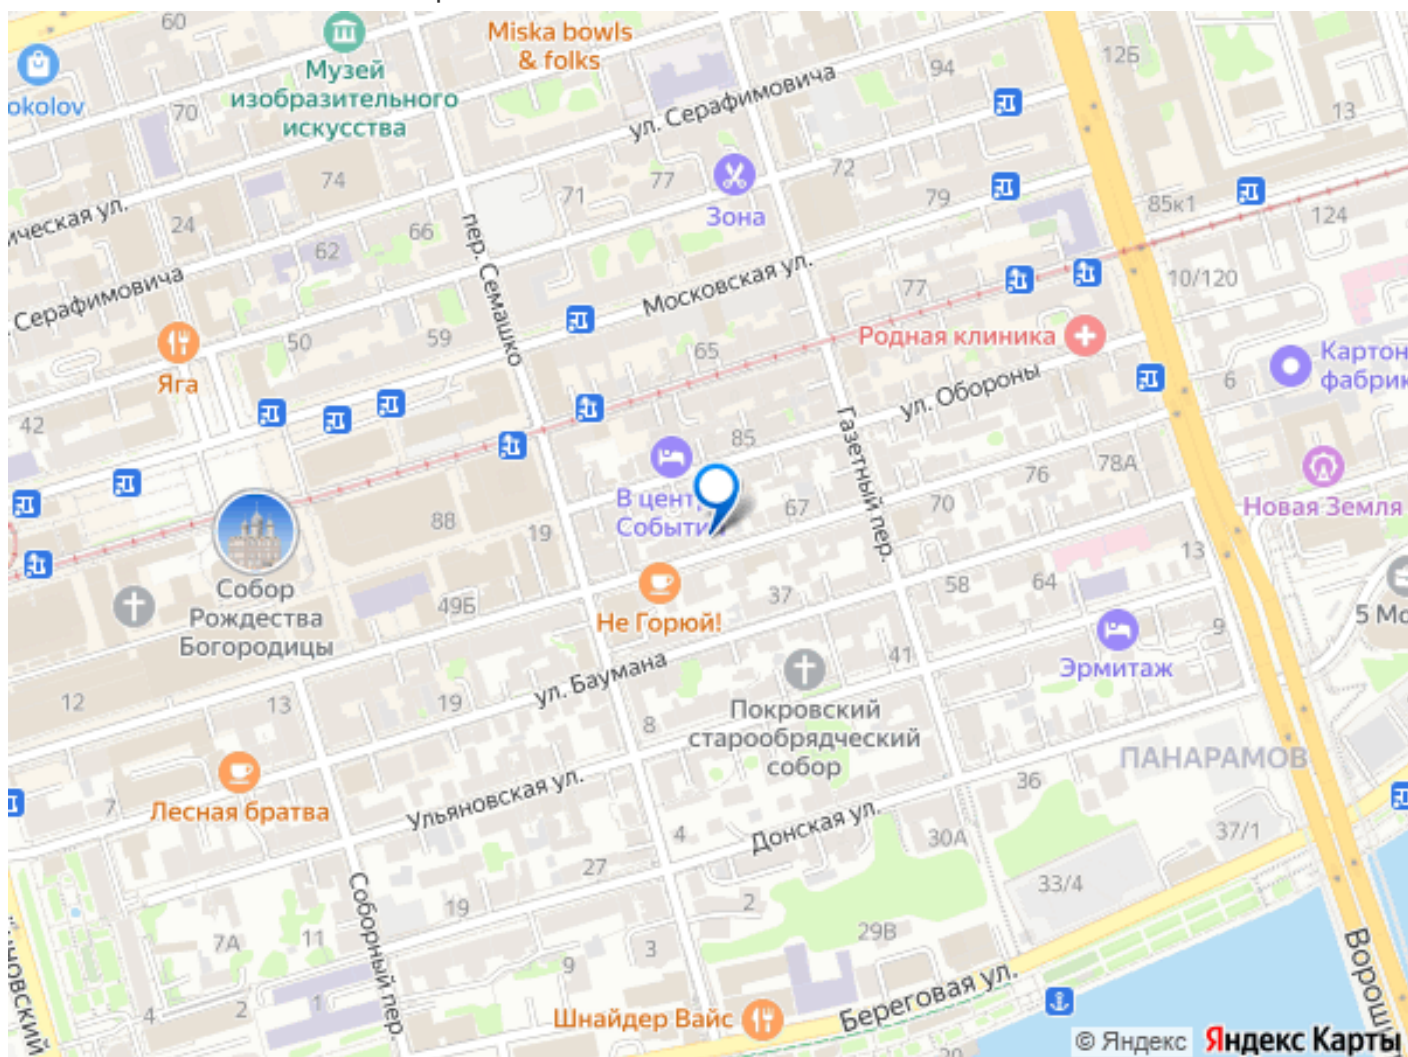 60
Miska bowls
& folks
12Б
94
Музей
изобразительного
искусства
okolov
70
ул. Серафимовича
13
74
71
77
72
Зона
79
85к1
124
ическая ул.
24
66
62
пер. Семашко
Серафимовича
Московская ул.
77
10/120
50
59
65
Родная клиника
Картон
фабрик
Яга
6
ул. Обороны
42
Газетный пер.
85
76
78А
В цент
Событи
67
70
Новая Земля
88
19
13
Собор
Рождества
Богородицы
49Б
Не Горюй!
37
58
64
5 Мо
9
Эрмитаж
41
ул. Баумана
12
13
19
8
Покровский
старообрядческий
собор
ПАНАРАМОВ
36
7
Лесная братва
Ульяновская ул.
4
Донская ул.
30А
37/1
27
33/4
Соборный пер.
19
2
7А
11
29В
3
9
новский
Ворош
4
2
1
Береговая ул.
Шнайдер Вайс
20
© Яндекс Яндекс Карты